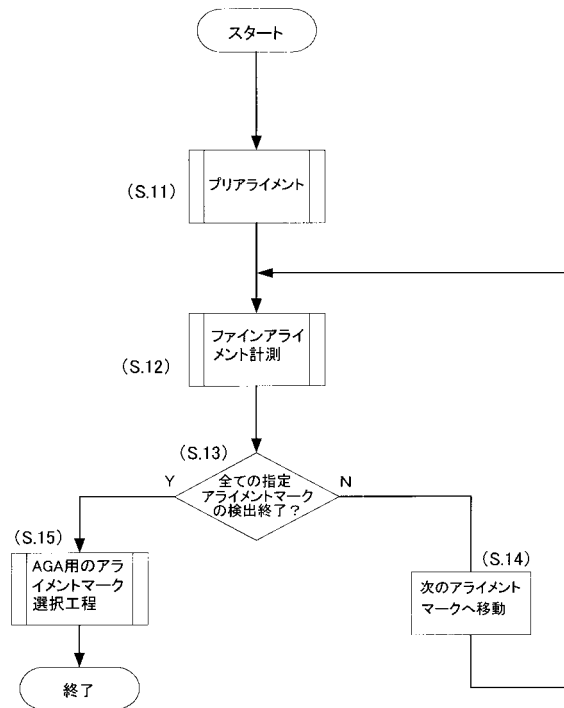 スタート
(S.11)
プリアライメント
(S.12)
ファインアライ
メント計測
(S.13)
Y
全ての指定
アライメントマーク
の検出終了？
N
(S.15)
AGA用のアラ
イメントマーク
選択工程
(S.14)
次のアライメント
マークへ移動
終了